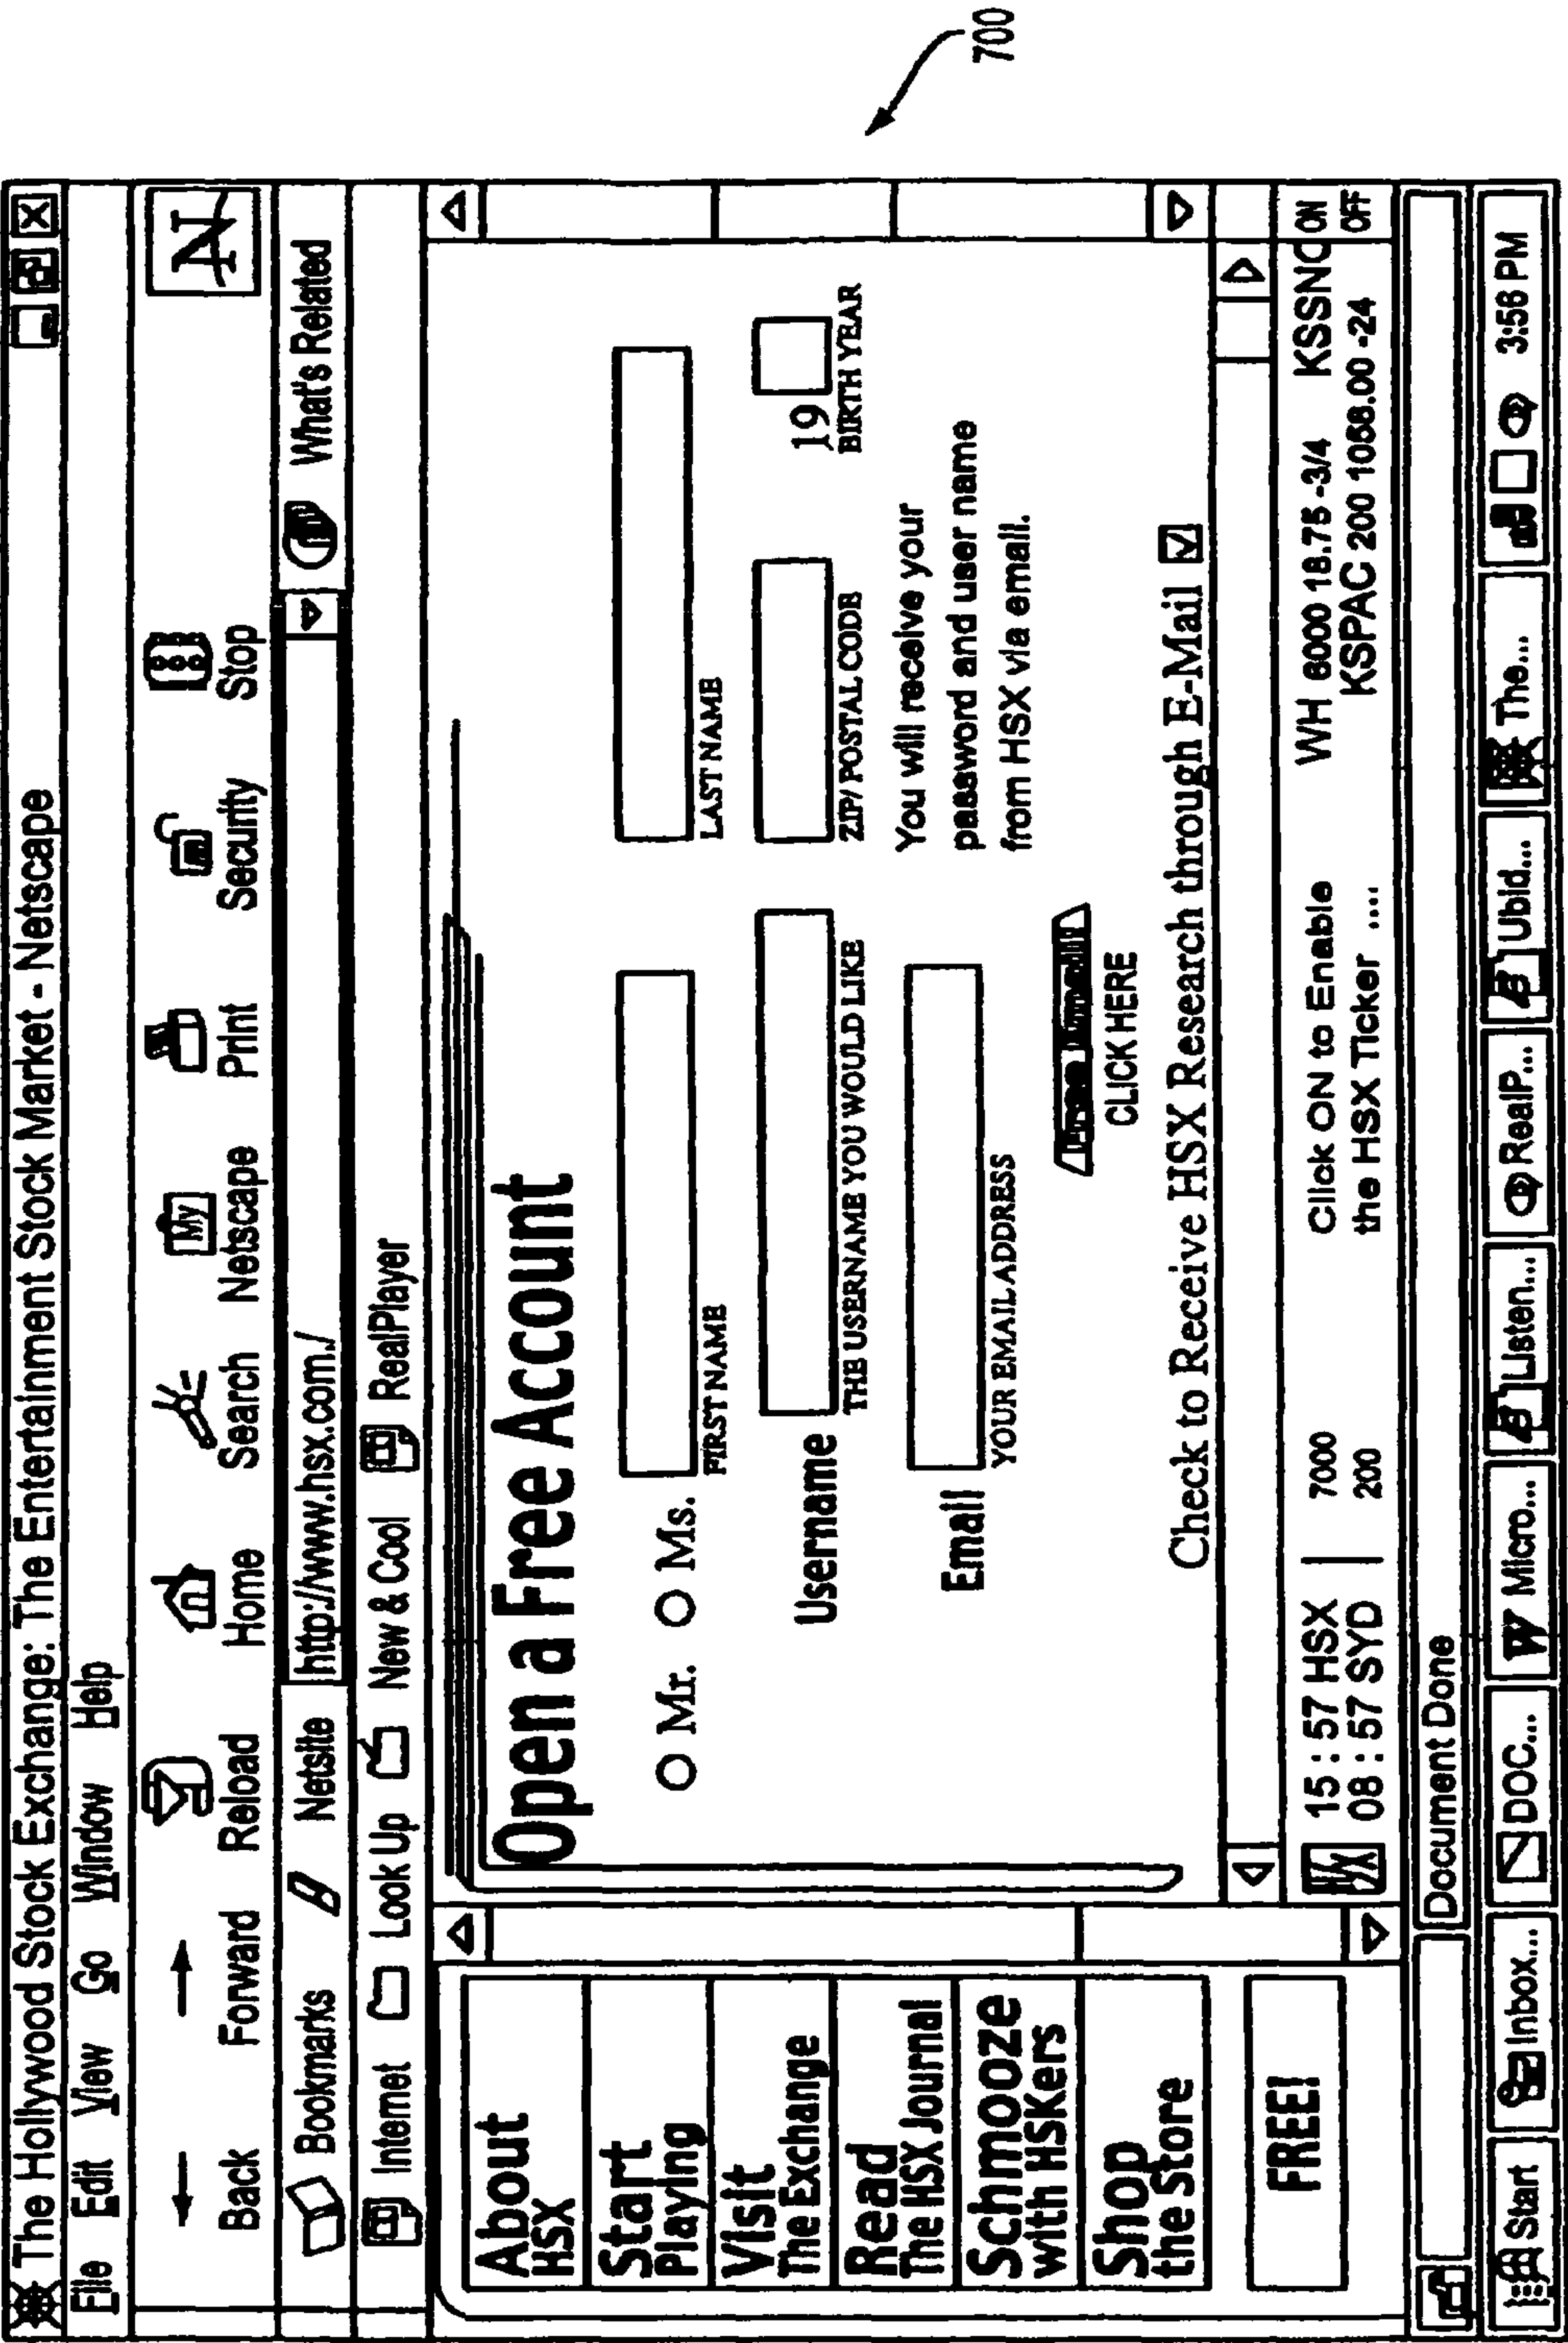 The Hollywood Stock Exchange: The Entertainment Stock Market - Netscape
File Edit View Go Window Help
Back Forward Reload Home Search Netscape Print Security Stop
My
N
Bookmarks Netsite http://www.hsx.com./ What's Related
Internet Look Up New & Cool RealPlayer
About
HSX
Start
Playing
Visit
The Exchange
Read
The HSX Journal
Schmooze
with HSKers
Shop
the Store
FREE!
Open a Free Account
Mr. Ms.
FIRST NAME LAST NAME
Username 19
THE USERNAME YOU WOULD LIKE ZIP/ POSTAL CODE BIRTH YEAR
Email
YOUR EMAIL ADDRESS
You will receive your
password and user name
from HSX via email.
Free Email!
CLICK HERE
Check to Receive HSX Research through E-Mail
15 : 57 HSX 7000 Click ON to Enable WH 6000 18.75 -3/4 KSSNC ON
08 : 57 SYD 200 the HSX Ticker .... KSPAC 200 1058.00 -24 OFF
Document Done
Start Inbox... DOC... W Micro... Listen... RealP... Ubid... The... 3:56 PM
700